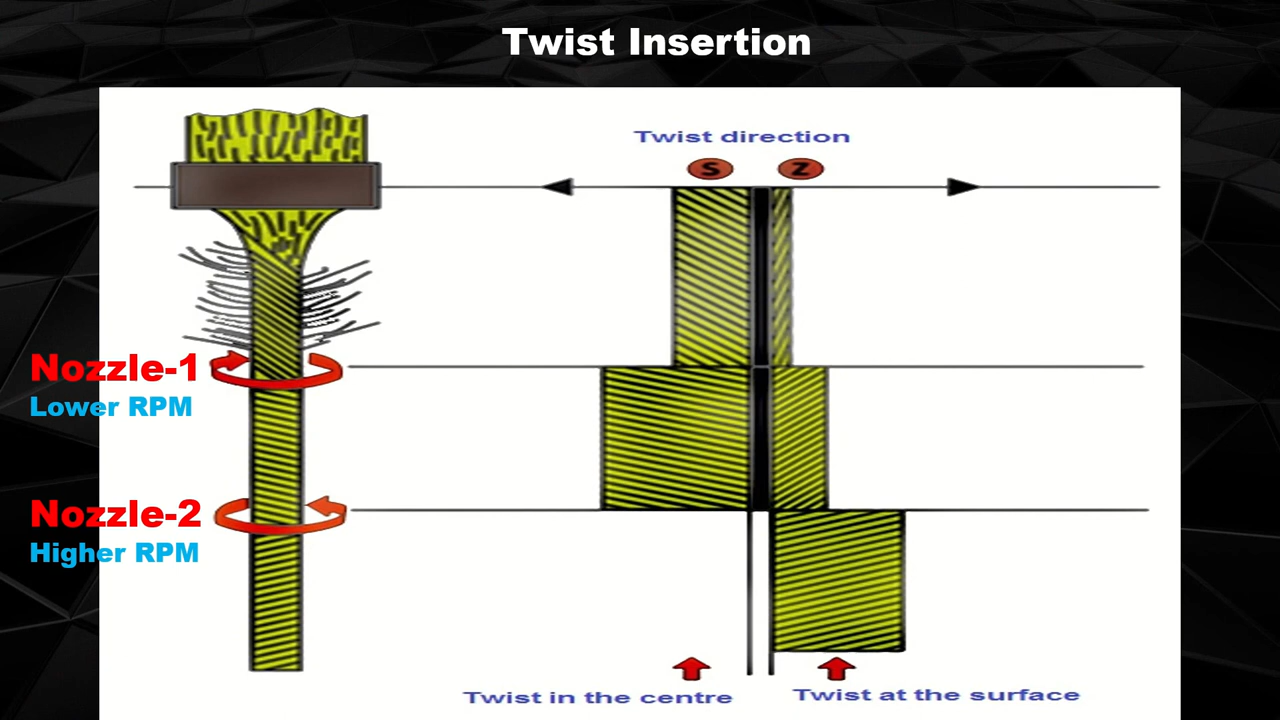 Twist Insertion
Twist direction
S Z
Nozzle-1
Lower RPM
Nozzle-2
Higher RPM
Twist in the centre
Twist at the surface